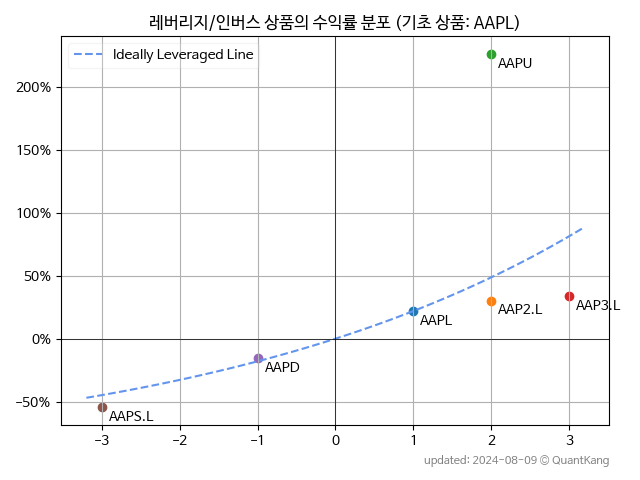 레버리지/인버스 상품의 수익률 분포 (기초 상품: AAPL)
Ideally Leveraged Line
AAPU
200%
150%
100%
50%
AAP3.L
AAP2.L
AAPL
0%
AAPD
−50%
AAPS.L
−3 −2 −1 0 1 2 3
updated: 2024-08-09 © QuantKang